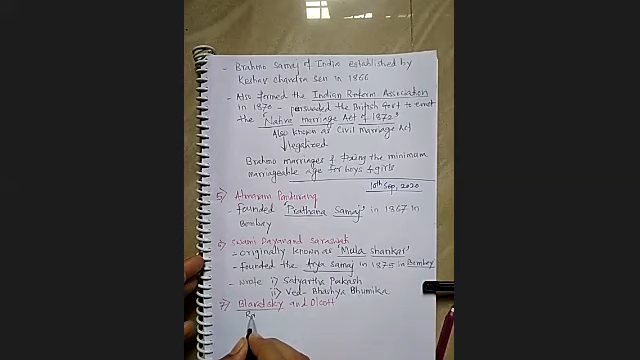 - Brahmo Samaj of India established by
Keshav Chandra Sen in 1866
- Also formed the Indian Reform Association
in 1870 - persuaded the British Govt to enact
the 'Native marriage Act of 1872'
Also known as Civil Marriage Act
legalized
Brahmo marriages & fixing the minimum
marriageable age for boys & girls
10th Sep, 2020
5) Atmaram Pandurang
- founded 'Prathana Samaj' in 1867 in
Bombay
6) Swami Dayanand Saraswati
- Originally known as 'Mula Shankar'
- founded the Arya Samaj in 1875 in Bombay
- wrote i) Satyartha Pakash
ii) Ved- Bhashya Bhumika
7) Blavetsky and Olcott